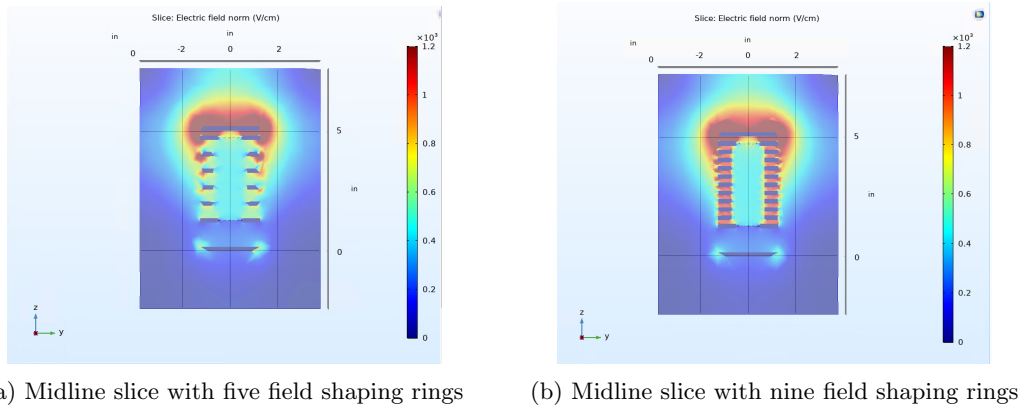 Slice: Electric field norm (V/cm)
in
in
0
-2
0
2
×10³
1.2
1
0.8
0.6
0.4
0.2
0
5
in
0
z
y
Slice: Electric field norm (V/cm)
in
in
0
-2
0
2
×10³
1.2
1
0.8
0.6
0.4
0.2
0
5
in
0
z
y
) Midline slice with five field shaping rings
(b) Midline slice with nine field shaping rings